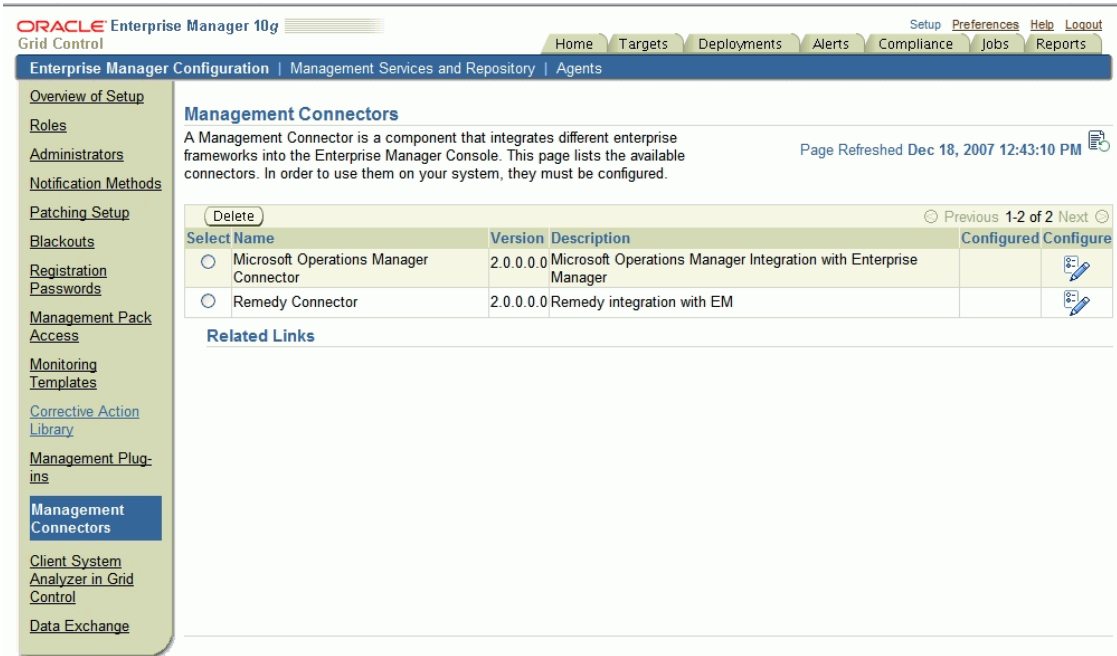 ORACLE Enterprise Manager 10g
Grid Control
Setup Preferences Help Logout
Home Targets Deployments Alerts Compliance Jobs Reports
Enterprise Manager Configuration | Management Services and Repository | Agents
Overview of Setup
Roles
Administrators
Notification Methods
Patching Setup
Blackouts
Registration
Passwords
Management Pack
Access
Monitoring
Templates
Corrective Action
Library
Management Plug-
ins
Management
Connectors
Client System
Analyzer in Grid
Control
Data Exchange
Management Connectors
A Management Connector is a component that integrates different enterprise
frameworks into the Enterprise Manager Console. This page lists the available
connectors. In order to use them on your system, they must be configured.
Page Refreshed Dec 18, 2007 12:43:10 PM
Delete
Previous 1-2 of 2 Next
Select Name Version Description Configured Configure
Microsoft Operations Manager
Connector
2.0.0.0.0 Microsoft Operations Manager Integration with Enterprise
Manager
Remedy Connector 2.0.0.0.0 Remedy integration with EM
Related Links